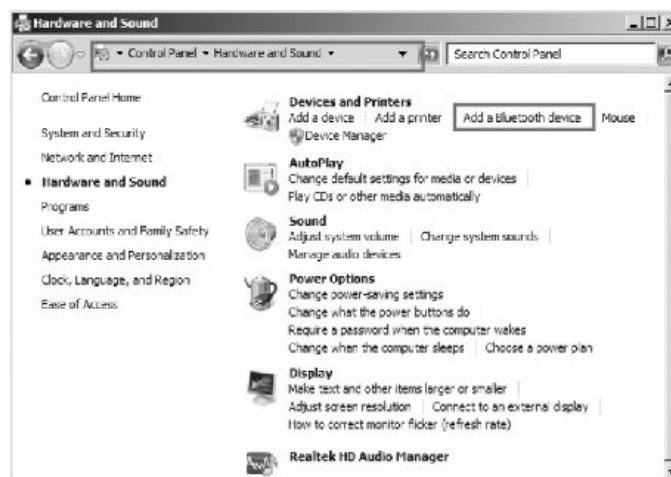 Hardware and Sound
Control Panel Hardware and Sound
Search Control Panel
Control Panel Home
System and Security
Network and Internet
Hardware and Sound
Programs
User Accounts and Family Safety
Appearance and Personalization
Clock, Language, and Region
Ease of Access
Devices and Printers
Add a device Add a printer Add a Bluetooth device Mouse
Device Manager
AutoPlay
Change default settings for media or devices
Play CDs or other media automatically
Sound
Adjust system volume Change system sounds
Manage audio devices
Power Options
Change power-saving settings
Change what the power buttons do
Require a password when the computer wakes
Change when the computer sleeps Choose a power plan
Display
Make text and other items larger or smaller
Adjust screen resolution Connect to an external display
How to correct monitor flicker (refresh rate)
Realtek HD Audio Manager